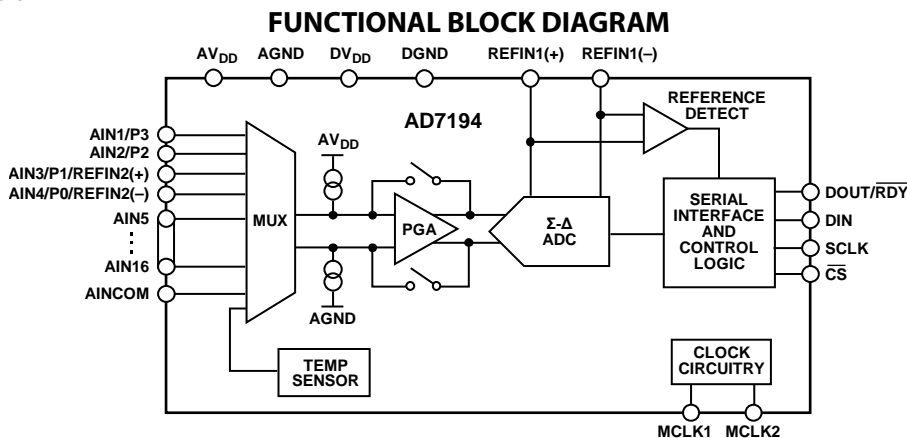 FUNCTIONAL BLOCK DIAGRAM
AVDD AGND DVDD DGND REFIN1(+) REFIN1(–)
AD7194
REFERENCE
DETECT
AIN1/P3
AIN2/P2
AIN3/P1/REFIN2(+)
AIN4/P0/REFIN2(–)
AIN5
AIN16
AINCOM
MUX
AVDD
AGND
PGA
Σ-Δ
ADC
SERIAL
INTERFACE
AND
CONTROL
LOGIC
DOUT/RDY
DIN
SCLK
CS
TEMP
SENSOR
CLOCK
CIRCUITRY
MCLK1 MCLK2